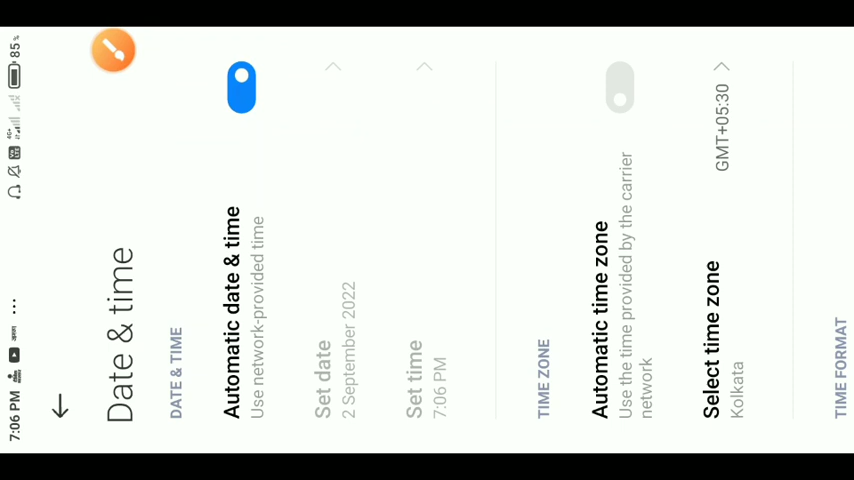 7:06 PM
85%
Date & time
DATE & TIME
Automatic date & time
Use network-provided time
Set date
2 September 2022
Set time
7:06 PM
TIME ZONE
Automatic time zone
Use the time provided by the carrier
network
Select time zone
GMT+05:30
Kolkata
TIME FORMAT